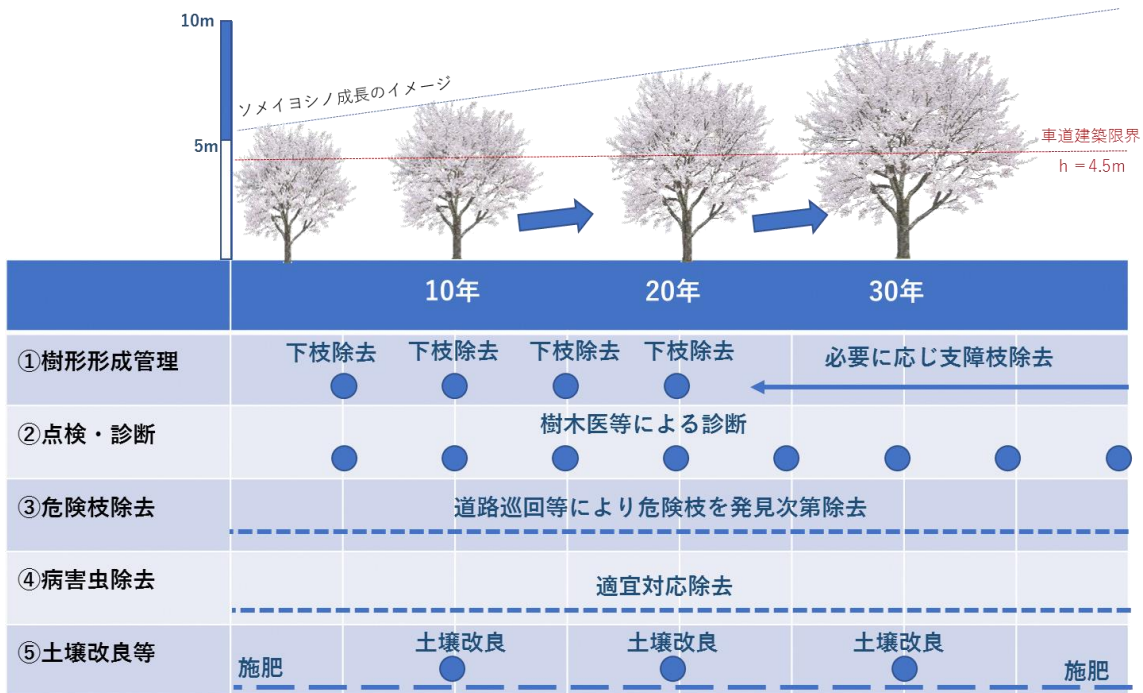 10m
ソメイヨシノ成長のイメージ
5m
車道建築限界
h =4.5m
10年
20年
30年
①樹形形成管理
下枝除去
下枝除去
下枝除去
下枝除去
必要に応じ支障枝除去
②点検・診断
樹木医等による診断
③危険枝除去
道路巡回等により危険枝を発見次第除去
④病害虫除去
適宜対応除去
⑤土壌改良等
土壌改良
土壌改良
土壌改良
施肥
施肥